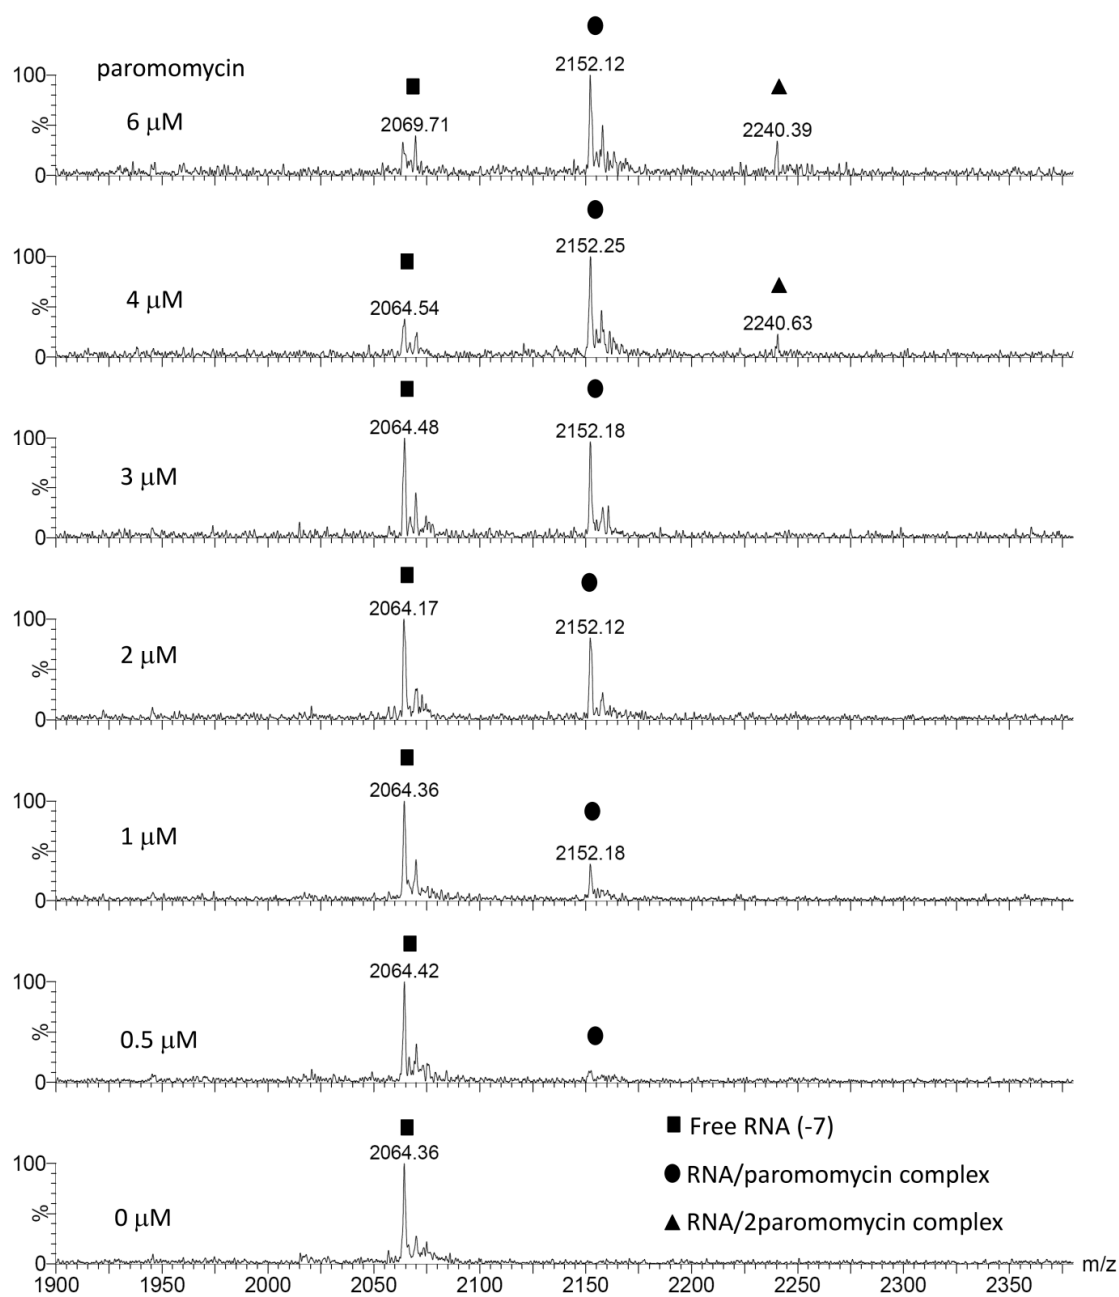 paromomycin
6 μM
100
%
0
2069.71
2152.12
2240.39
4 μM
100
%
0
2064.54
2152.25
2240.63
3 μM
100
%
0
2064.48
2152.18
2 μM
100
%
0
2064.17
2152.12
1 μM
100
%
0
2064.36
2152.18
0.5 μM
100
%
0
2064.42
0 μM
100
%
0
2064.36
■ Free RNA (-7)
● RNA/paromomycin complex
▲ RNA/2paromomycin complex
1900 1950 2000 2050 2100 2150 2200 2250 2300 2350 m/z